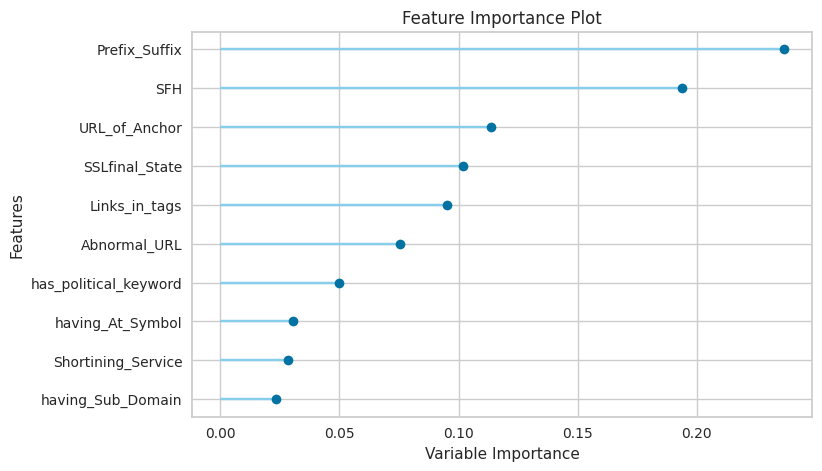 Feature Importance Plot
Features
Prefix_Suffix
SFH
URL_of_Anchor
SSLfinal_State
Links_in_tags
Abnormal_URL
has_political_keyword
having_At_Symbol
Shortining_Service
having_Sub_Domain
0.00 0.05 0.10 0.15 0.20
Variable Importance